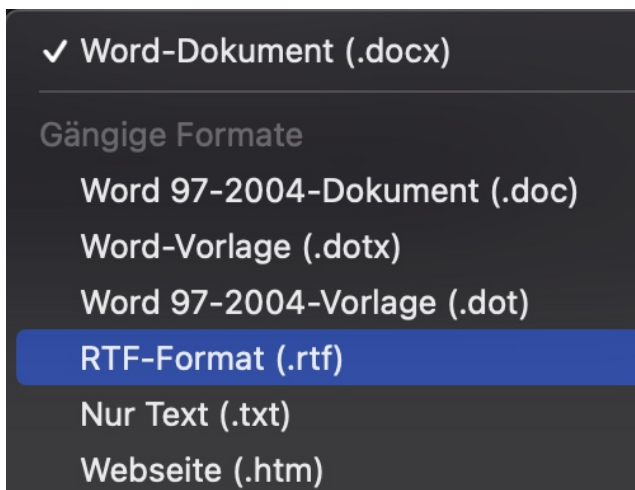 ✓ Word-Dokument (.docx)
Gängige Formate
Word 97-2004-Dokument (.doc)
Word-Vorlage (.dotx)
Word 97-2004-Vorlage (.dot)
RTF-Format (.rtf)
Nur Text (.txt)
Webseite (.htm)